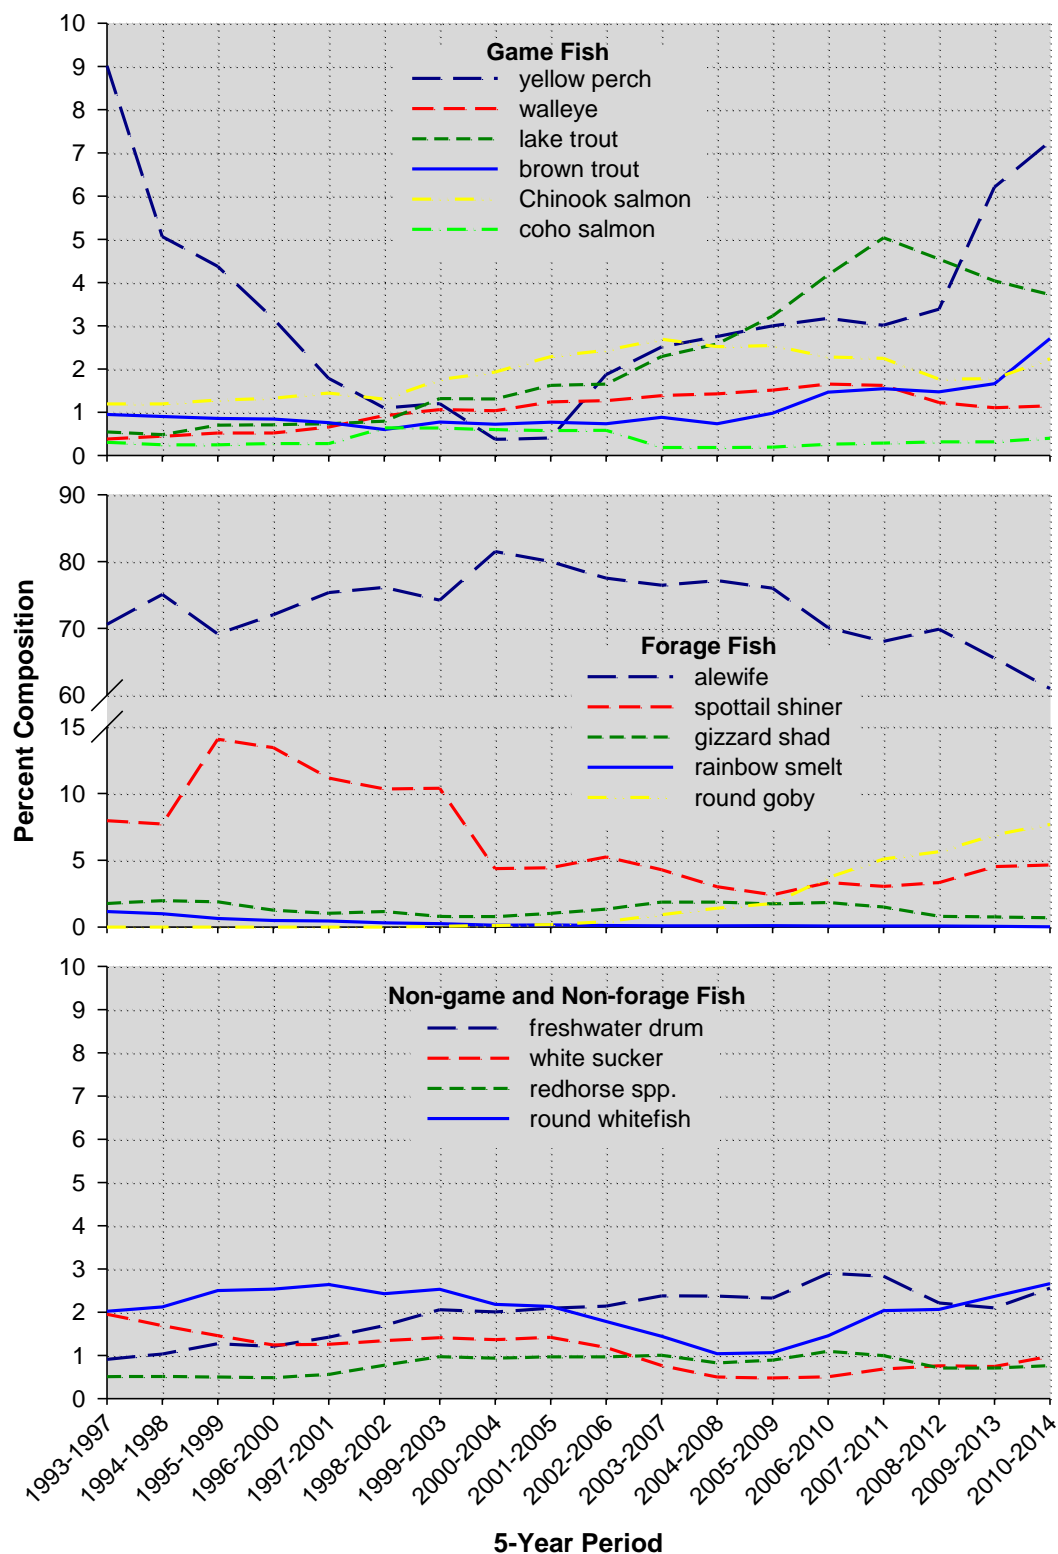 10
9
8
7
6
5
4
3
2
1
0
Game Fish
yellow perch
walleye
lake trout
brown trout
Chinook salmon
coho salmon
Percent Composition
90
80
70
60
15
10
5
0
Forage Fish
alewife
spottail shiner
gizzard shad
rainbow smelt
round goby
10
9
8
7
6
5
4
3
2
1
0
Non-game and Non-forage Fish
freshwater drum
white sucker
redhorse spp.
round whitefish
1993-1997
1994-1998
1995-1999
1996-2000
1997-2001
1998-2002
1999-2003
2000-2004
2001-2005
2002-2006
2003-2007
2004-2008
2005-2009
2006-2010
2007-2011
2008-2012
2009-2013
2010-2014
5-Year Period